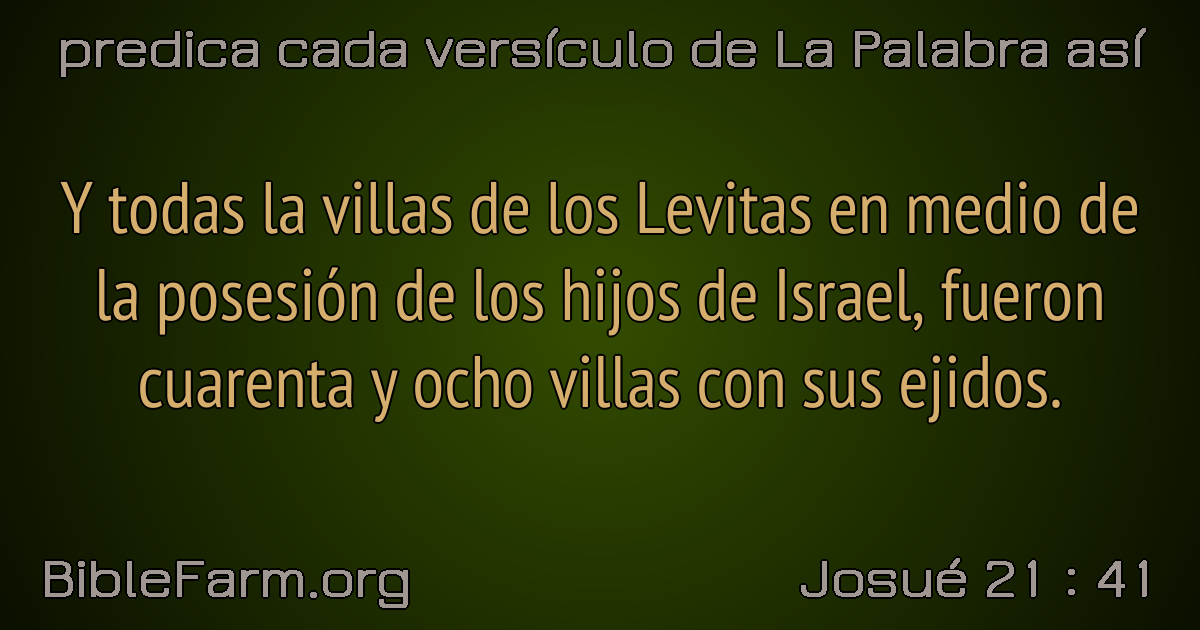 predica cada versículo de La Palabra así
Y todas la villas de los Levitas en medio de
la posesión de los hijos de Israel, fueron
cuarenta y ocho villas con sus ejidos.
BibleFarm.org
Josué 21 : 41